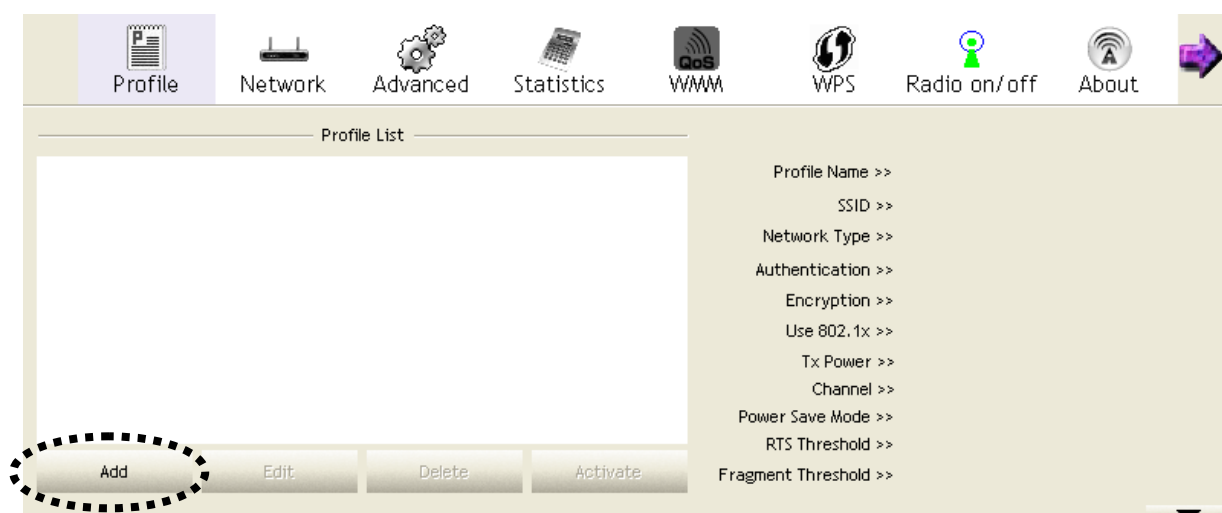 Profile Network Advanced Statistics QoS WMM WPS Radio on/off About
Profile List
Profile Name >>
SSID >>
Network Type >>
Authentication >>
Encryption >>
Use 802.1x >>
Tx Power >>
Channel >>
Power Save Mode >>
RTS Threshold >>
Fragment Threshold >>
Add Edit Delete Activate